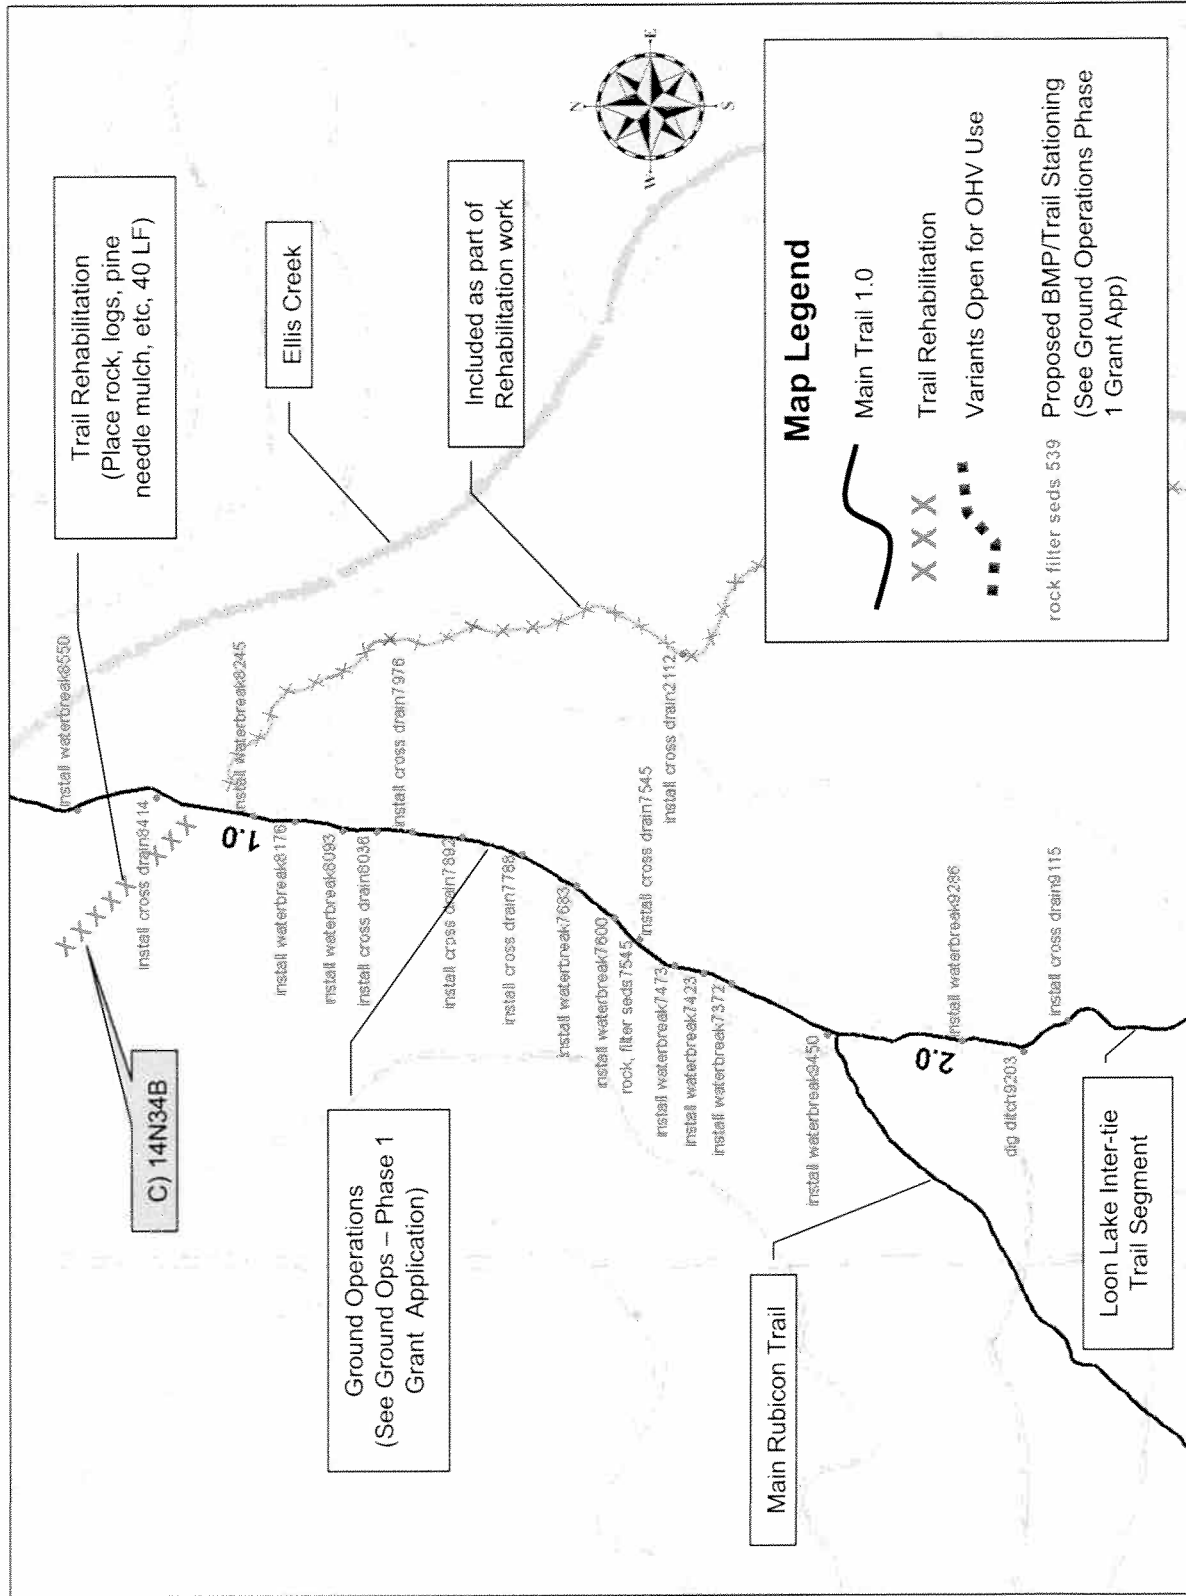 Trail Rehabilitation
(Place rock, logs, pine
needle mulch, etc, 40 LF)
Ellis Creek
Included as part of
Rehabilitation work
N
E
S
W
C) 14N34B
install waterbreak8550
install cross drain8414
install waterbreak8245
1.0
install waterbreak8176
install waterbreak8093
install cross drain8036
install cross drain7976
install cross drain7892
install cross drain7788
install waterbreak7683
install waterbreak7600
rock, filter seds7545
install cross drain7545
install cross drain2112
install waterbreak7473
install waterbreak7423
install waterbreak7372
install waterbreak9450
2.0
install waterbreak9286
dig ditch9203
install cross drain9115
Ground Operations
(See Ground Ops – Phase 1
Grant Application)
Main Rubicon Trail
Loon Lake Inter-tie
Trail Segment
Map Legend
Main Trail 1.0
X X X
Trail Rehabilitation
Variants Open for OHV Use
rock filter seds 539
Proposed BMP/Trail Stationing
(See Ground Operations Phase
1 Grant App)